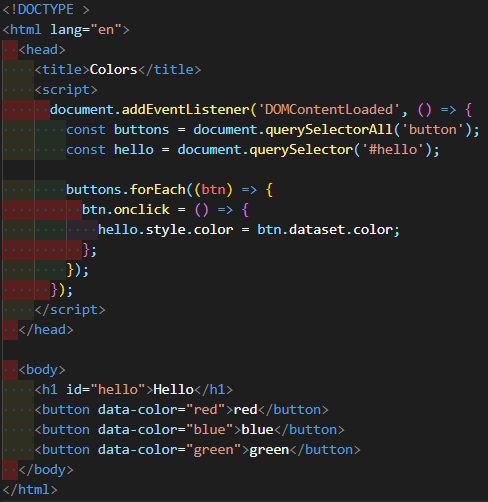 <!DOCTYPE >
<html lang="en">
  <head>
    <title>Colors</title>
    <script>
      document.addEventListener('DOMContentLoaded', () => {
        const buttons = document.querySelectorAll('button');
        const hello = document.querySelector('#hello');

        buttons.forEach((btn) => {
          btn.onclick = () => {
            hello.style.color = btn.dataset.color;
          };
        });
      });
    </script>
  </head>

  <body>
    <h1 id="hello">Hello</h1>
    <button data-color="red">red</button>
    <button data-color="blue">blue</button>
    <button data-color="green">green</button>
  </body>
</html>